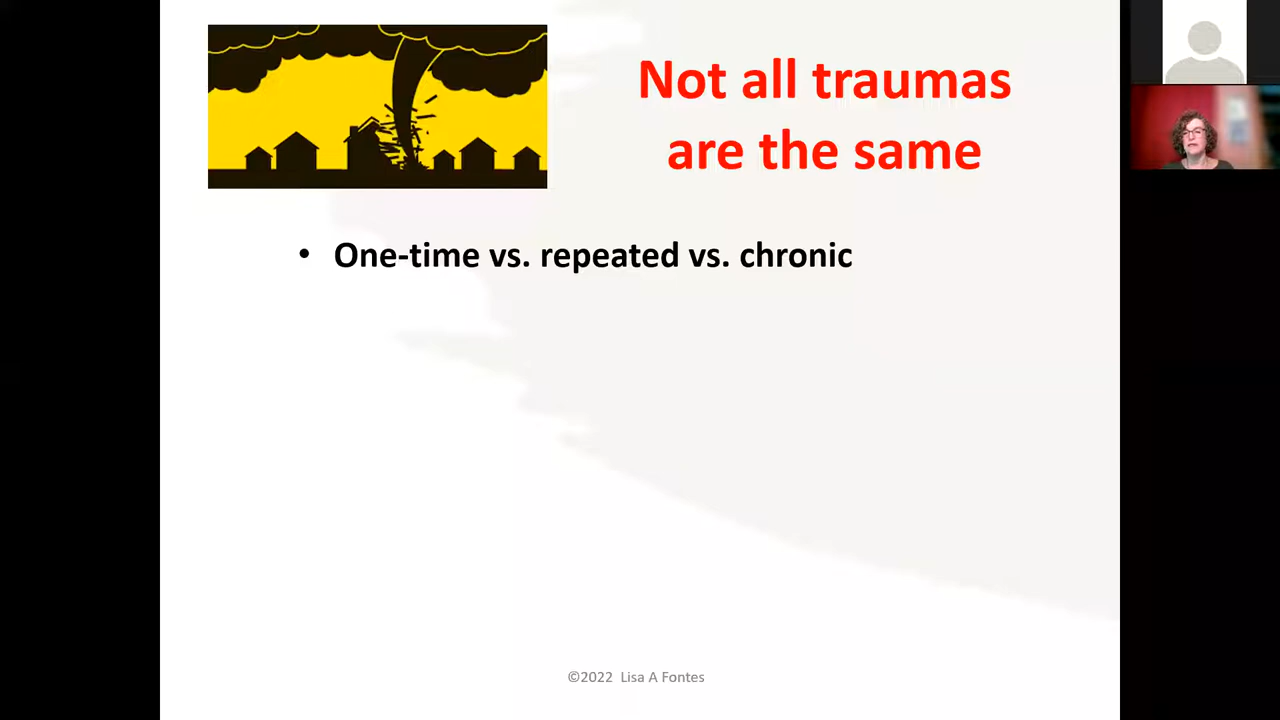 Not all traumas
are the same
• One-time vs. repeated vs. chronic
©2022 Lisa A Fontes